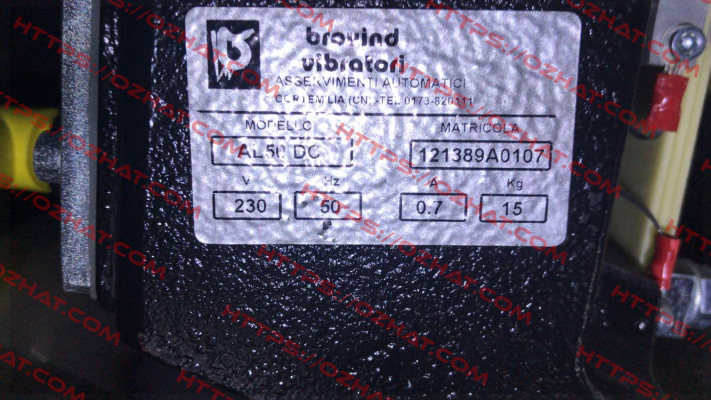 brovind
vibratori
ASSERVIMENTI AUTOMATICI
CORTEMILIA (CN) -TEL 0173-820111
MODELLO MATRICOLA
AL50 DC 121389A0107
V Hz A Kg
230 50 0.7 15
HTTPS://OZHAT.COM